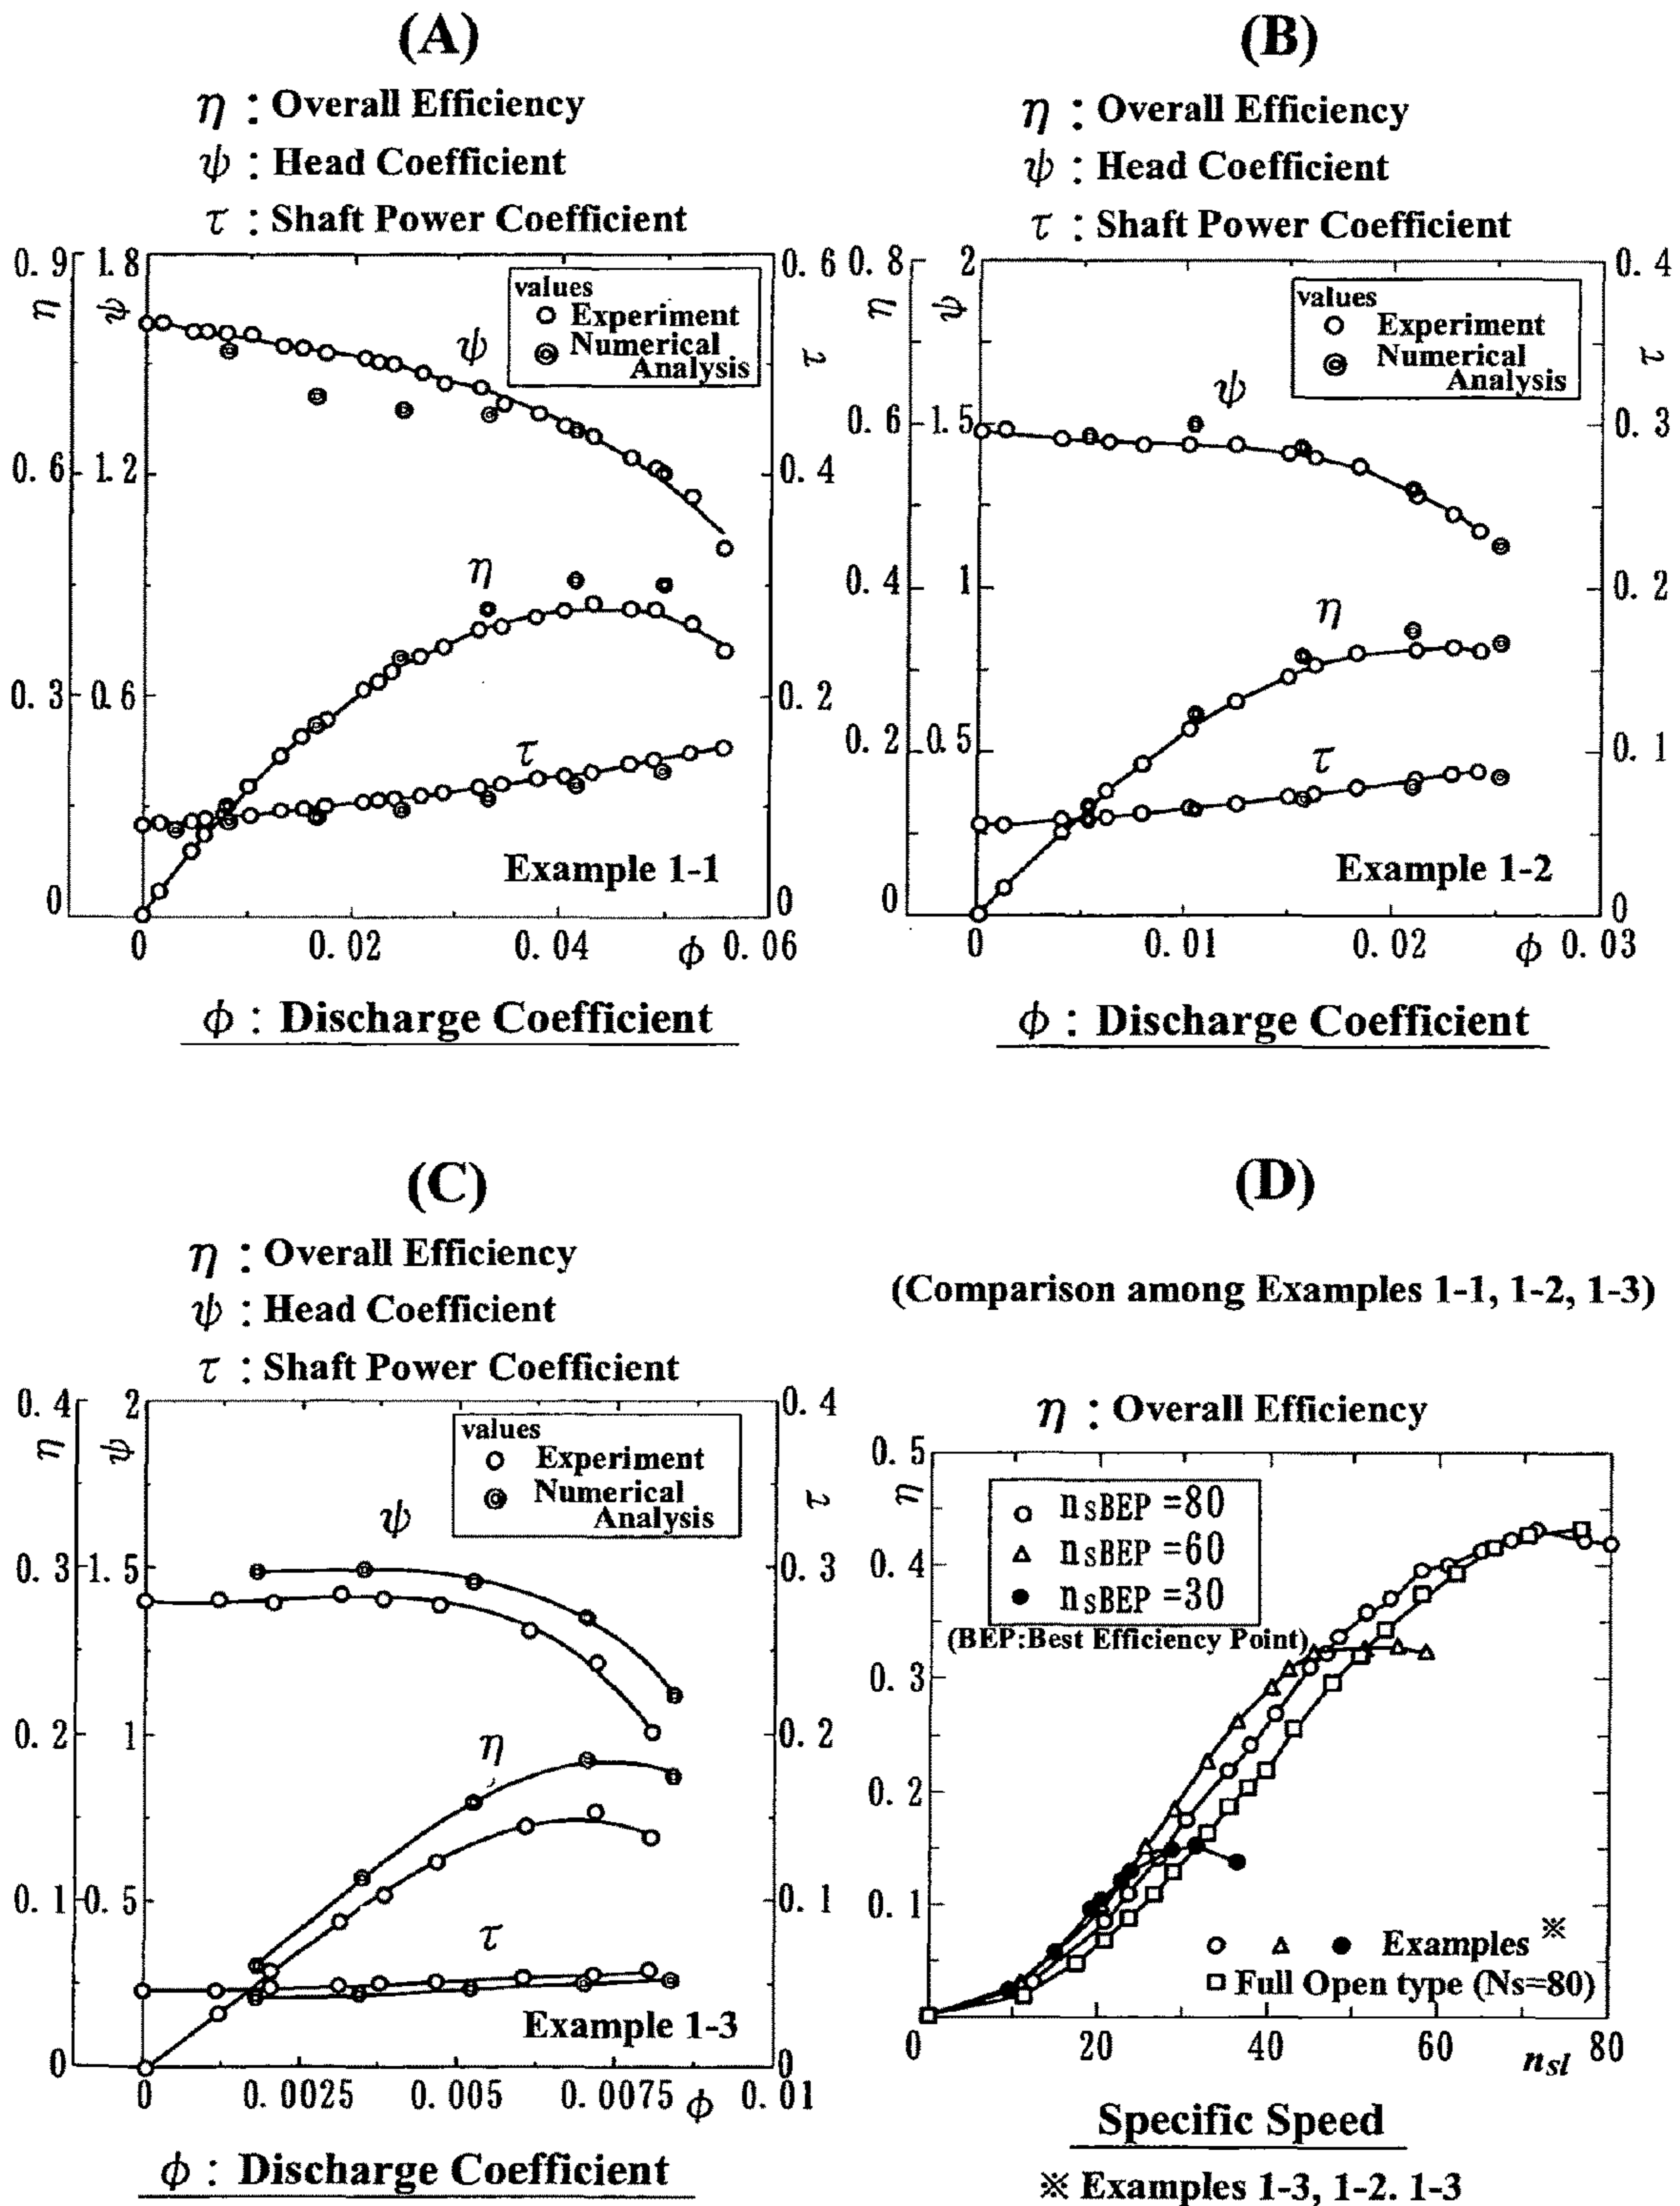 (A)
η : Overall Efficiency
ψ : Head Coefficient
τ : Shaft Power Coefficient
0.9 1.8 0.6
η ψ τ
values
Experiment
Numerical
Analysis
ψ
0.6 1.2 0.4
η
0.3 0.6 0.2
τ
Example 1-1
0 0
0 0.02 0.04 φ 0.06
φ : Discharge Coefficient
(B)
η : Overall Efficiency
ψ : Head Coefficient
τ : Shaft Power Coefficient
0.8 2 0.4
η ψ τ
values
Experiment
Numerical
Analysis
ψ
0.6 1.5 0.3
0.4 1 0.2
η
0.2 0.5 0.1
τ
Example 1-2
0 0
0 0.01 0.02 φ 0.03
φ : Discharge Coefficient
(C)
η : Overall Efficiency
ψ : Head Coefficient
τ : Shaft Power Coefficient
0.4 2 0.4
η ψ τ
values
Experiment
Numerical
Analysis
ψ
0.3 1.5 0.3
0.2 1 0.2
η
0.1 0.5 0.1
τ
Example 1-3
0 0
0 0.0025 0.005 0.0075 φ 0.01
φ : Discharge Coefficient
(D)
(Comparison among Examples 1-1, 1-2, 1-3)
η : Overall Efficiency
0.5
η
nsBEP =80
nsBEP =60
nsBEP =30
(BEP:Best Efficiency Point)
0.4
0.3
0.2
0.1
○ △ ● Examples ※
□ Full Open type (Ns=80)
0 20 40 60 nsl 80
Specific Speed
※ Examples 1-3, 1-2. 1-3